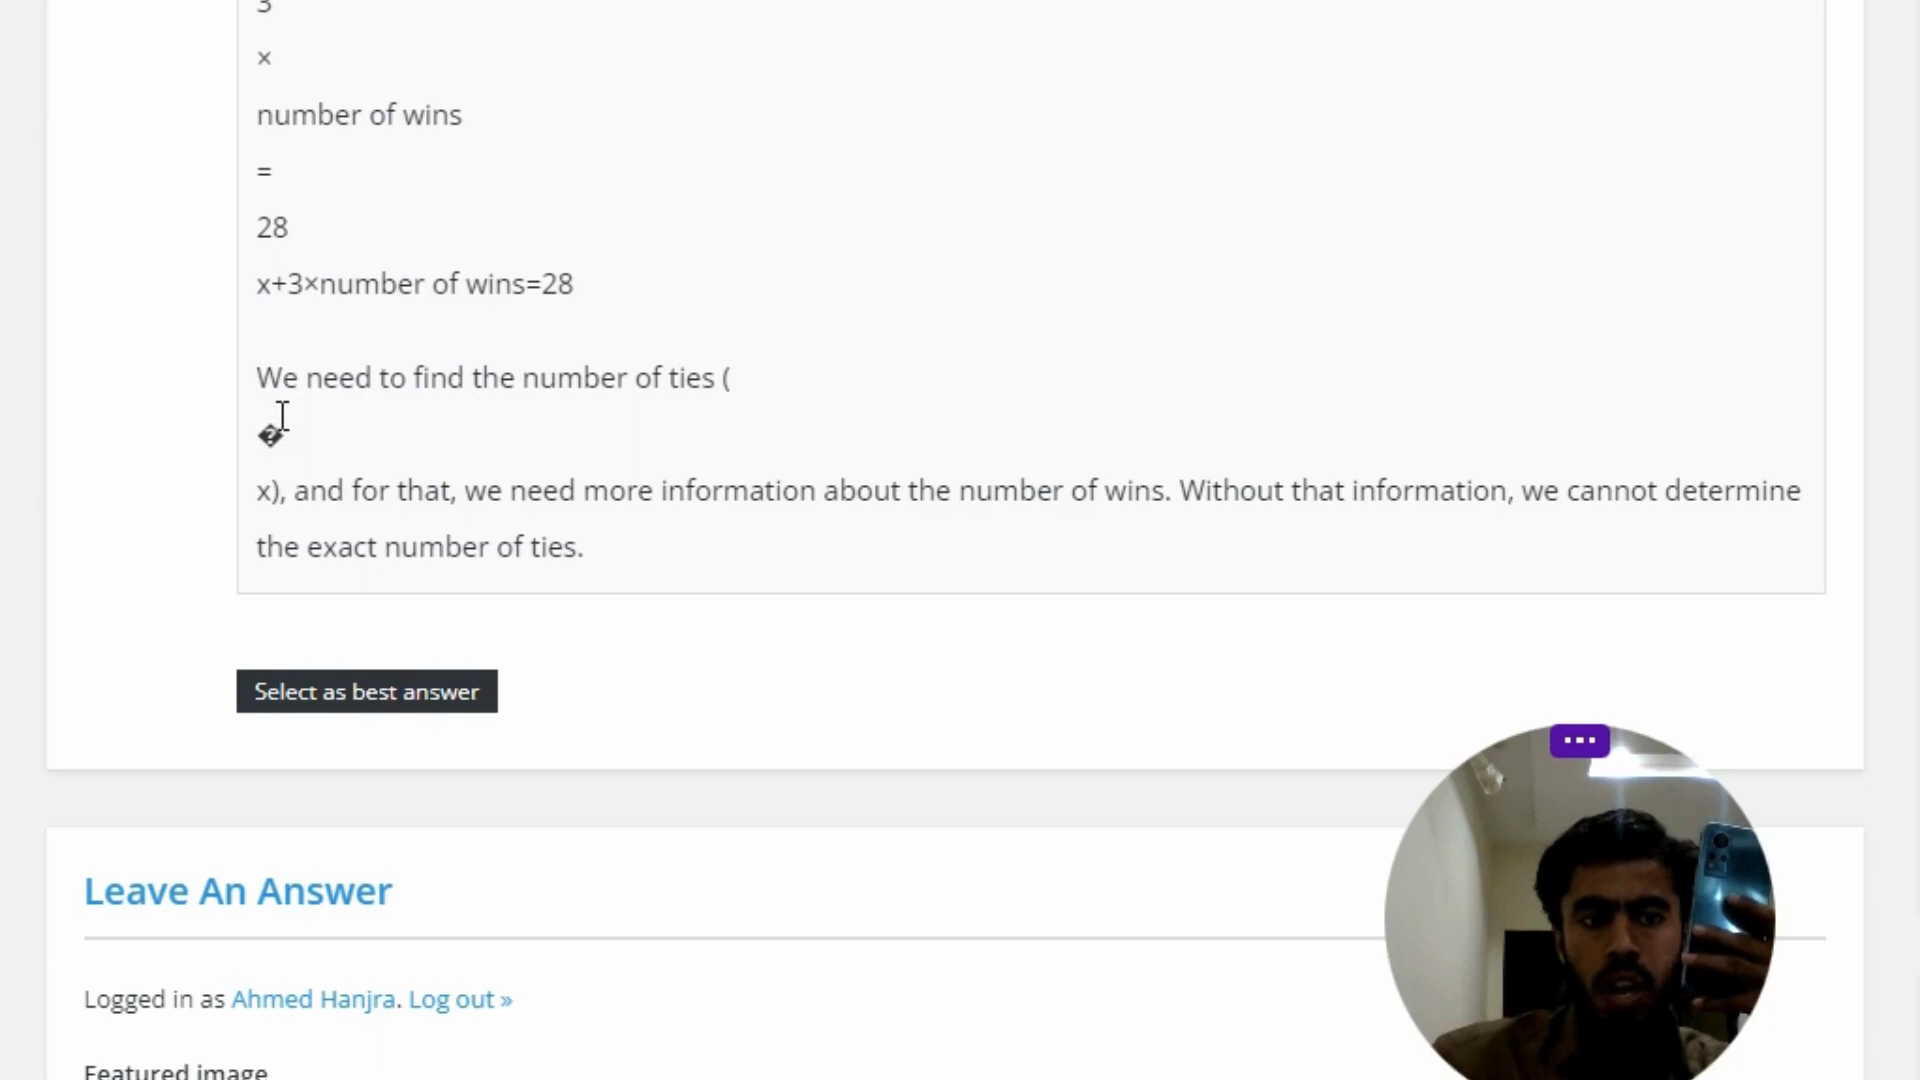 3
×
number of wins
=
28
x+3×number of wins=28
We need to find the number of ties (
�
x), and for that, we need more information about the number of wins. Without that information, we cannot determine
the exact number of ties.
Select as best answer
Leave An Answer
Logged in as Ahmed Hanjra. Log out »
Featured image